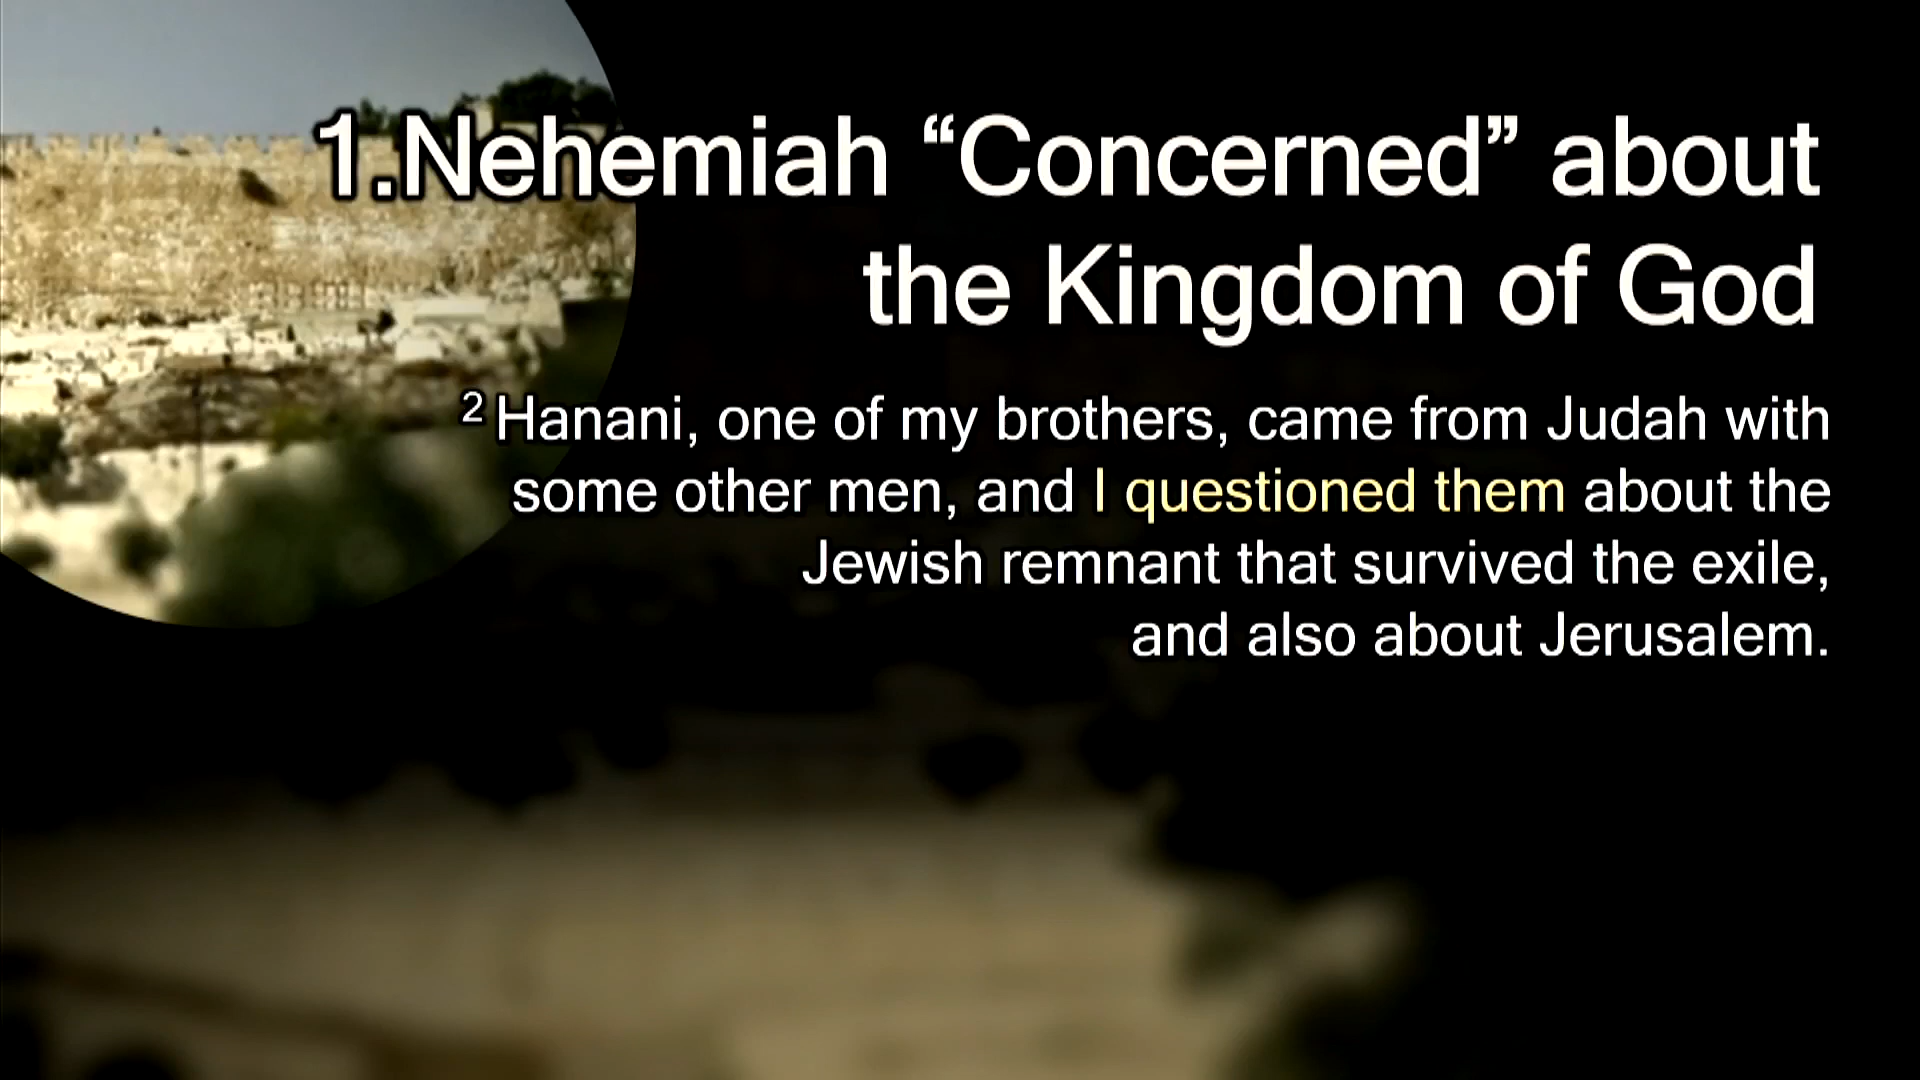 1.Nehemiah “Concerned” about
the Kingdom of God
2 Hanani, one of my brothers, came from Judah with
some other men, and I questioned them about the
Jewish remnant that survived the exile,
and also about Jerusalem.